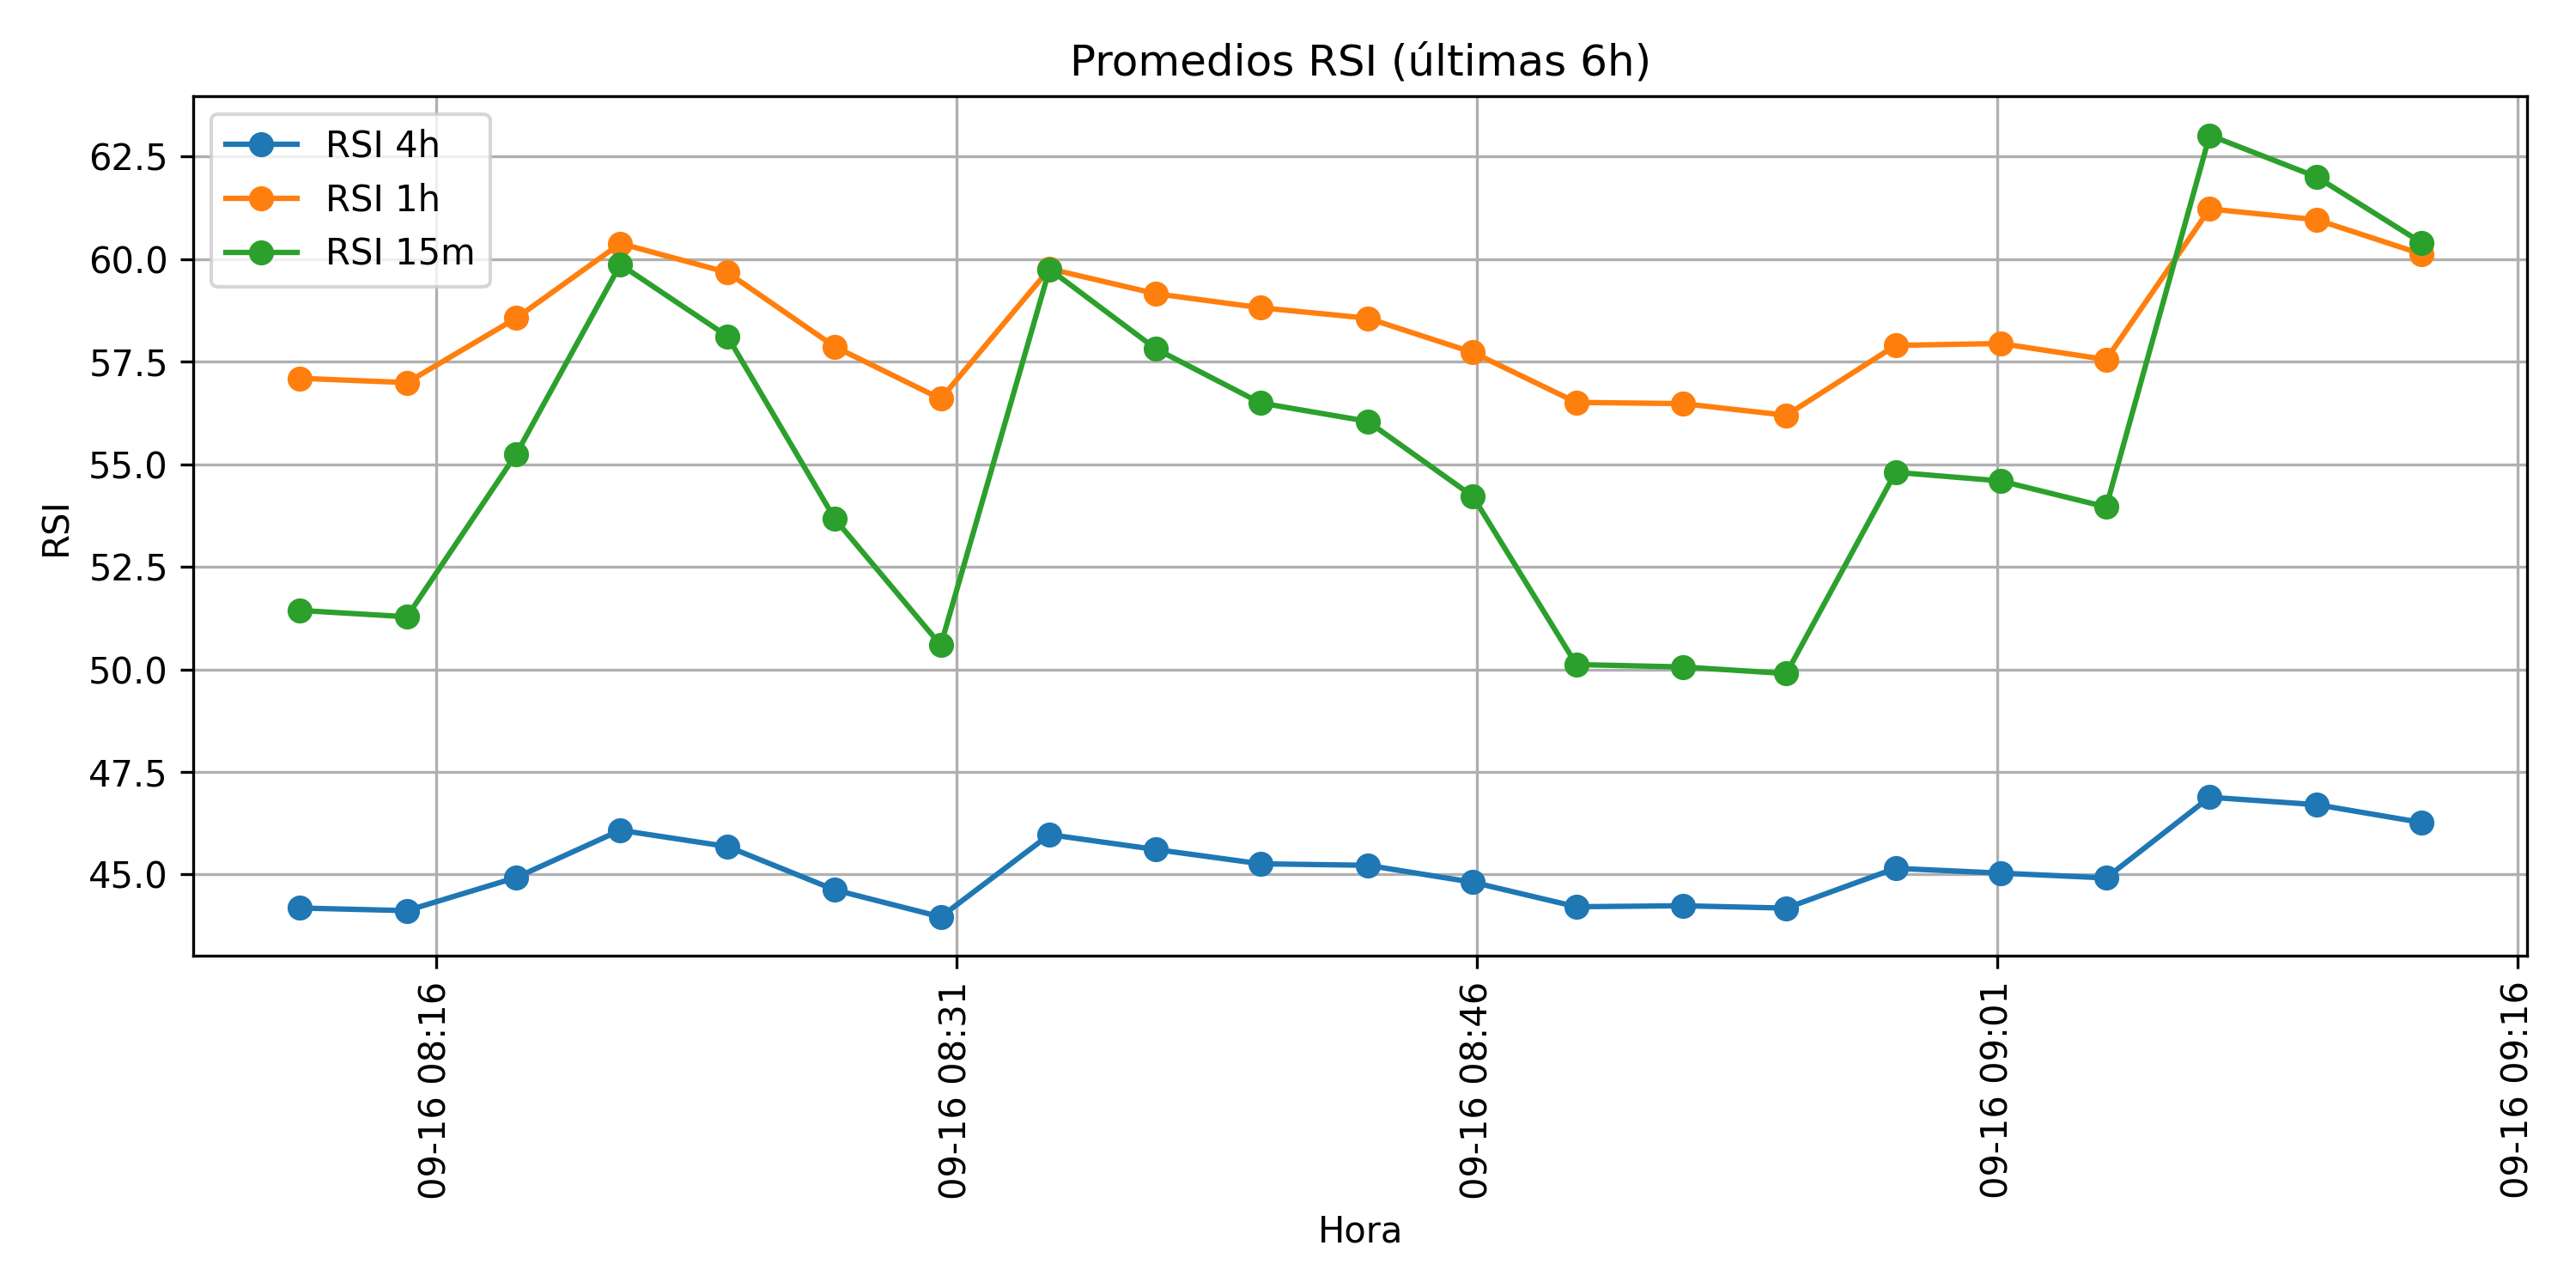 Promedios RSI (últimas 6h)
RSI 4h
RSI 1h
RSI 15m
62.5
60.0
57.5
55.0
52.5
50.0
47.5
45.0
RSI
09-16 08:16
09-16 08:31
09-16 08:46
09-16 09:01
09-16 09:16
Hora